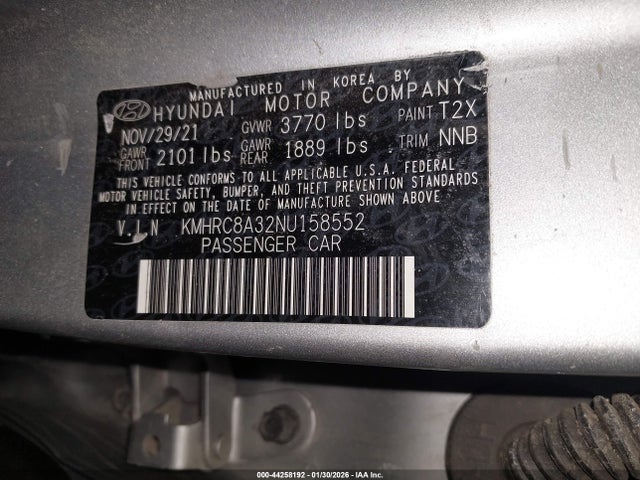 MANUFACTURED IN KOREA BY
HYUNDAI MOTOR COMPANY
NOV/29/21 GVWR 3770 lbs PAINT T2X
GAWR FRONT 2101 lbs GAWR REAR 1889 lbs TRIM NNB
THIS VEHICLE CONFORMS TO ALL APPLICABLE U.S.A. FEDERAL
MOTOR VEHICLE SAFETY, BUMPER, AND THEFT PREVENTION STANDARDS
IN EFFECT ON THE DATE OF MANUFACTURE SHOWN ABOVE.
V.I.N KMHRC8A32NU158552
PASSENGER CAR
000-44258192 - 01/30/2026 - IAA Inc.